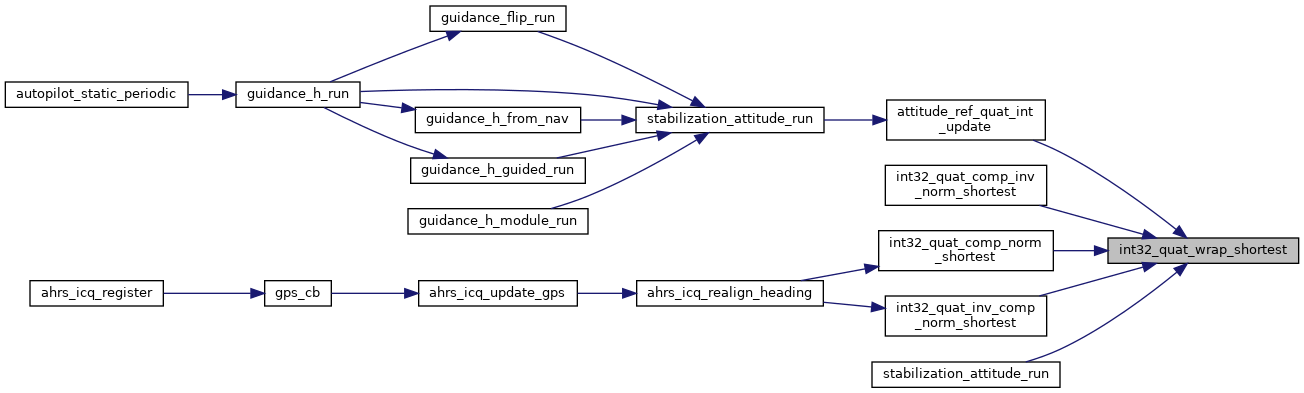 guidance_flip_run
autopilot_static_periodic
guidance_h_run
guidance_h_from_nav
guidance_h_guided_run
guidance_h_module_run
stabilization_attitude_run
attitude_ref_quat_int
_update
int32_quat_comp_inv
_norm_shortest
int32_quat_wrap_shortest
int32_quat_comp_norm
_shortest
ahrs_icq_register
gps_cb
ahrs_icq_update_gps
ahrs_icq_realign_heading
int32_quat_inv_comp
_norm_shortest
stabilization_attitude_run